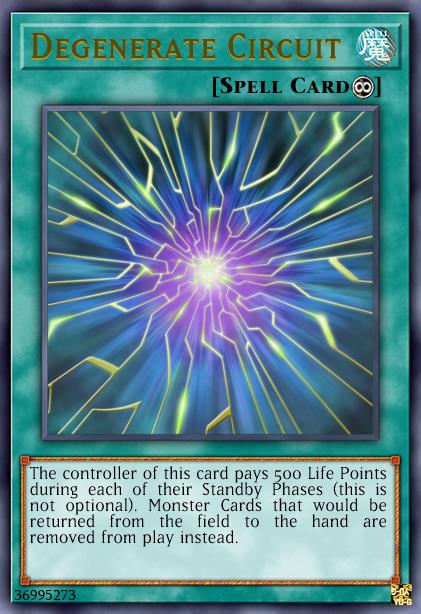 Degenerate Circuit
SPELL
魔
[Spell Card]
The controller of this card pays 500 Life Points
during each of their Standby Phases (this is
not optional). Monster Cards that would be
returned from the field to the hand are
removed from play instead.
36995273